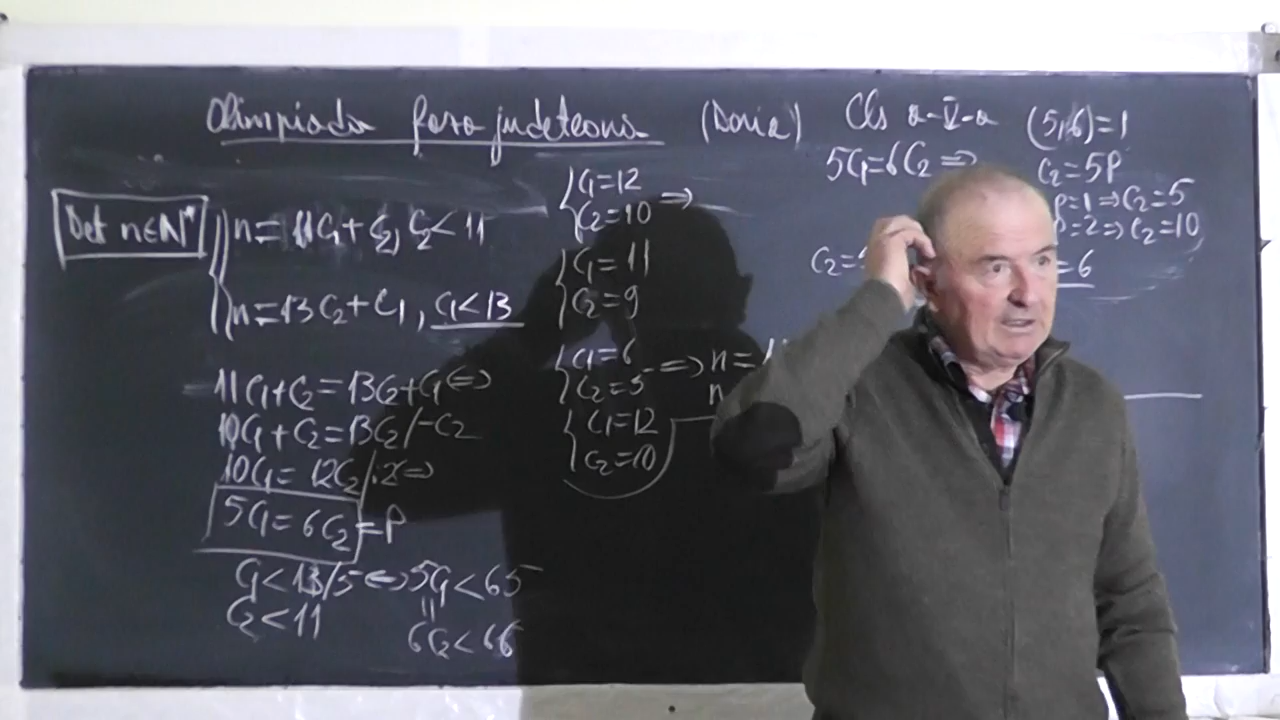 Olimpiada faza judeteana (Doria) Cls a-V-a
Det n∈N*
n=11C1+C2, C2<11
n=13C2+C1, C1<13
11C1+C2=13C2+C1<=>
10C1+C2=13C2/-C2
10C1=12C2/:2=>
5C1=6C2=P
C1<13/5<=>5C1<65
C2<11
6C2<66
C1=12
C2=10 =>
C1=11
C2=9
C1=6
C2=5 => n=
n
C1=12
C2=10
(5,6)=1
5C1=6C2=>
C2=5P
P=1=>C2=5
P=2=>C2=10
C2=
=6